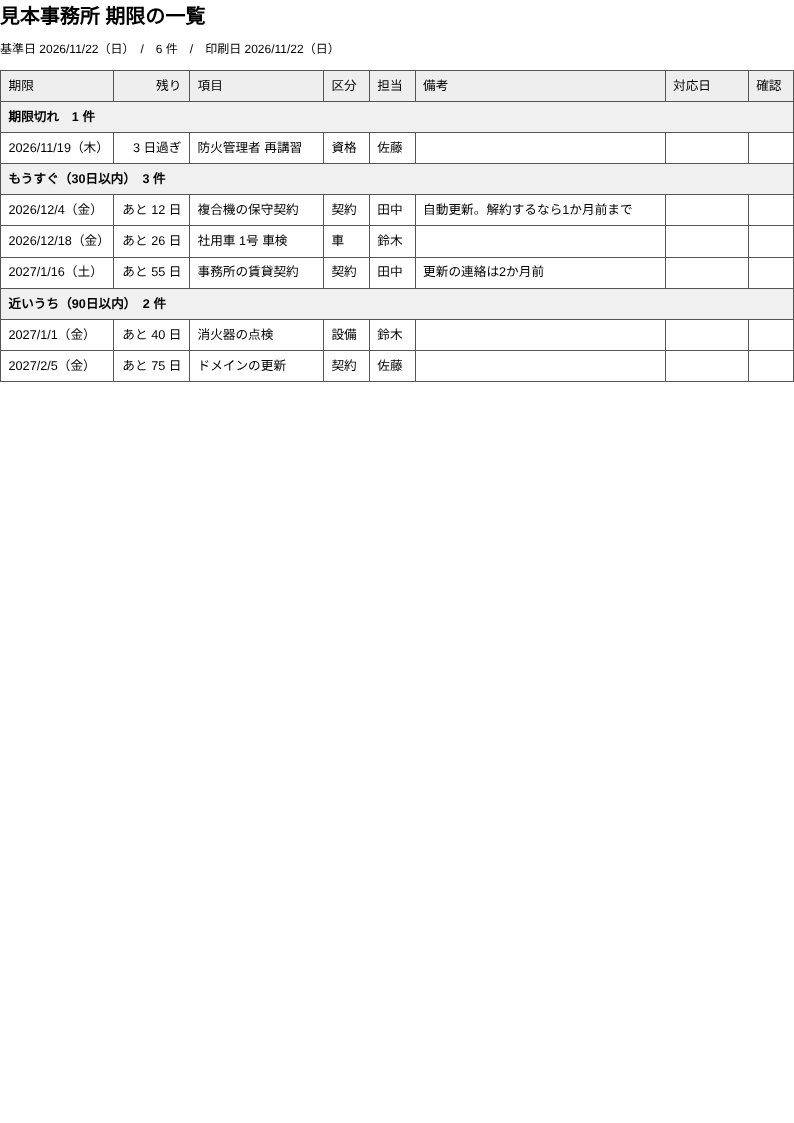 見本事務所 期限の一覧
基準日 2026/11/22（日） / 6 件 / 印刷日 2026/11/22（日）
期限 残り 項目 区分 担当 備考 対応日 確認
期限切れ 1 件
2026/11/19（木） 3 日過ぎ 防火管理者 再講習 資格 佐藤
もうすぐ（30日以内） 3 件
2026/12/4（金） あと 12 日 複合機の保守契約 契約 田中 自動更新。解約するなら1か月前まで
2026/12/18（金） あと 26 日 社用車 1号 車検 車 鈴木
2027/1/16（土） あと 55 日 事務所の賃貸契約 契約 田中 更新の連絡は2か月前
近いうち（90日以内） 2 件
2027/1/1（金） あと 40 日 消火器の点検 設備 鈴木
2027/2/5（金） あと 75 日 ドメインの更新 契約 佐藤